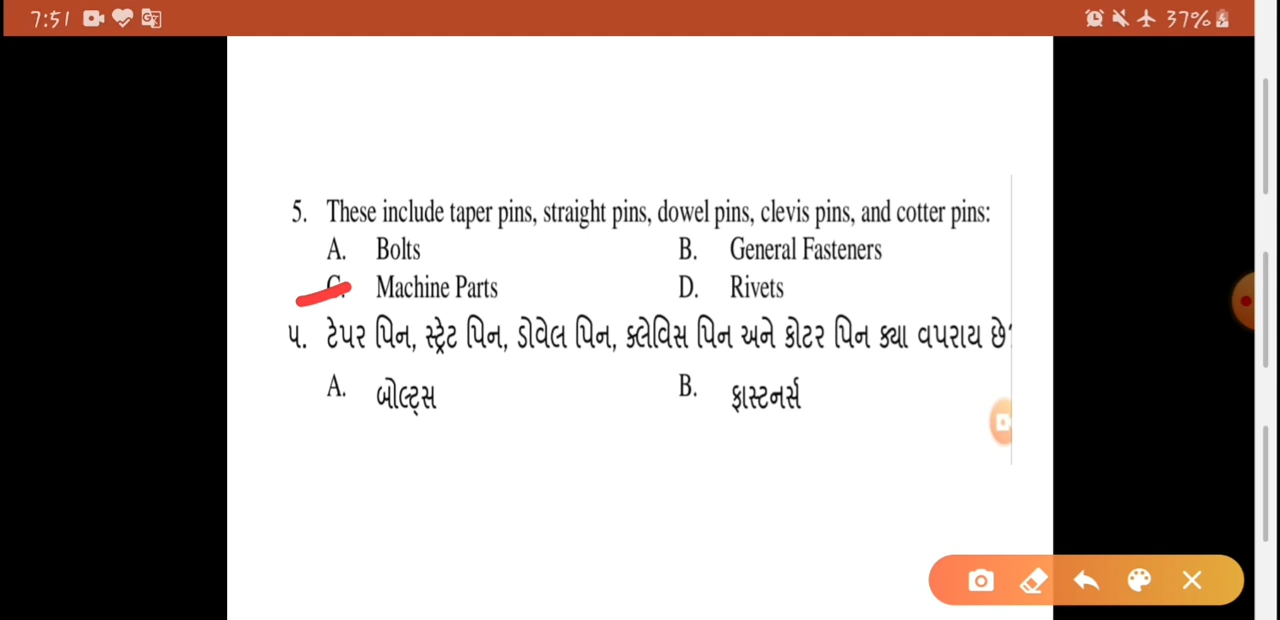 7:51
37%
5. These include taper pins, straight pins, dowel pins, clevis pins, and cotter pins:
A. Bolts B. General Fasteners
C. Machine Parts D. Rivets
૫. ટેપર પિન, સ્ટ્રેટ પિન, ડોવેલ પિન, ક્લેવિસ પિન અને કોટર પિન ક્યા વપરાય છે?
A. બોલ્ટ્સ B. ફાસ્ટનર્સ